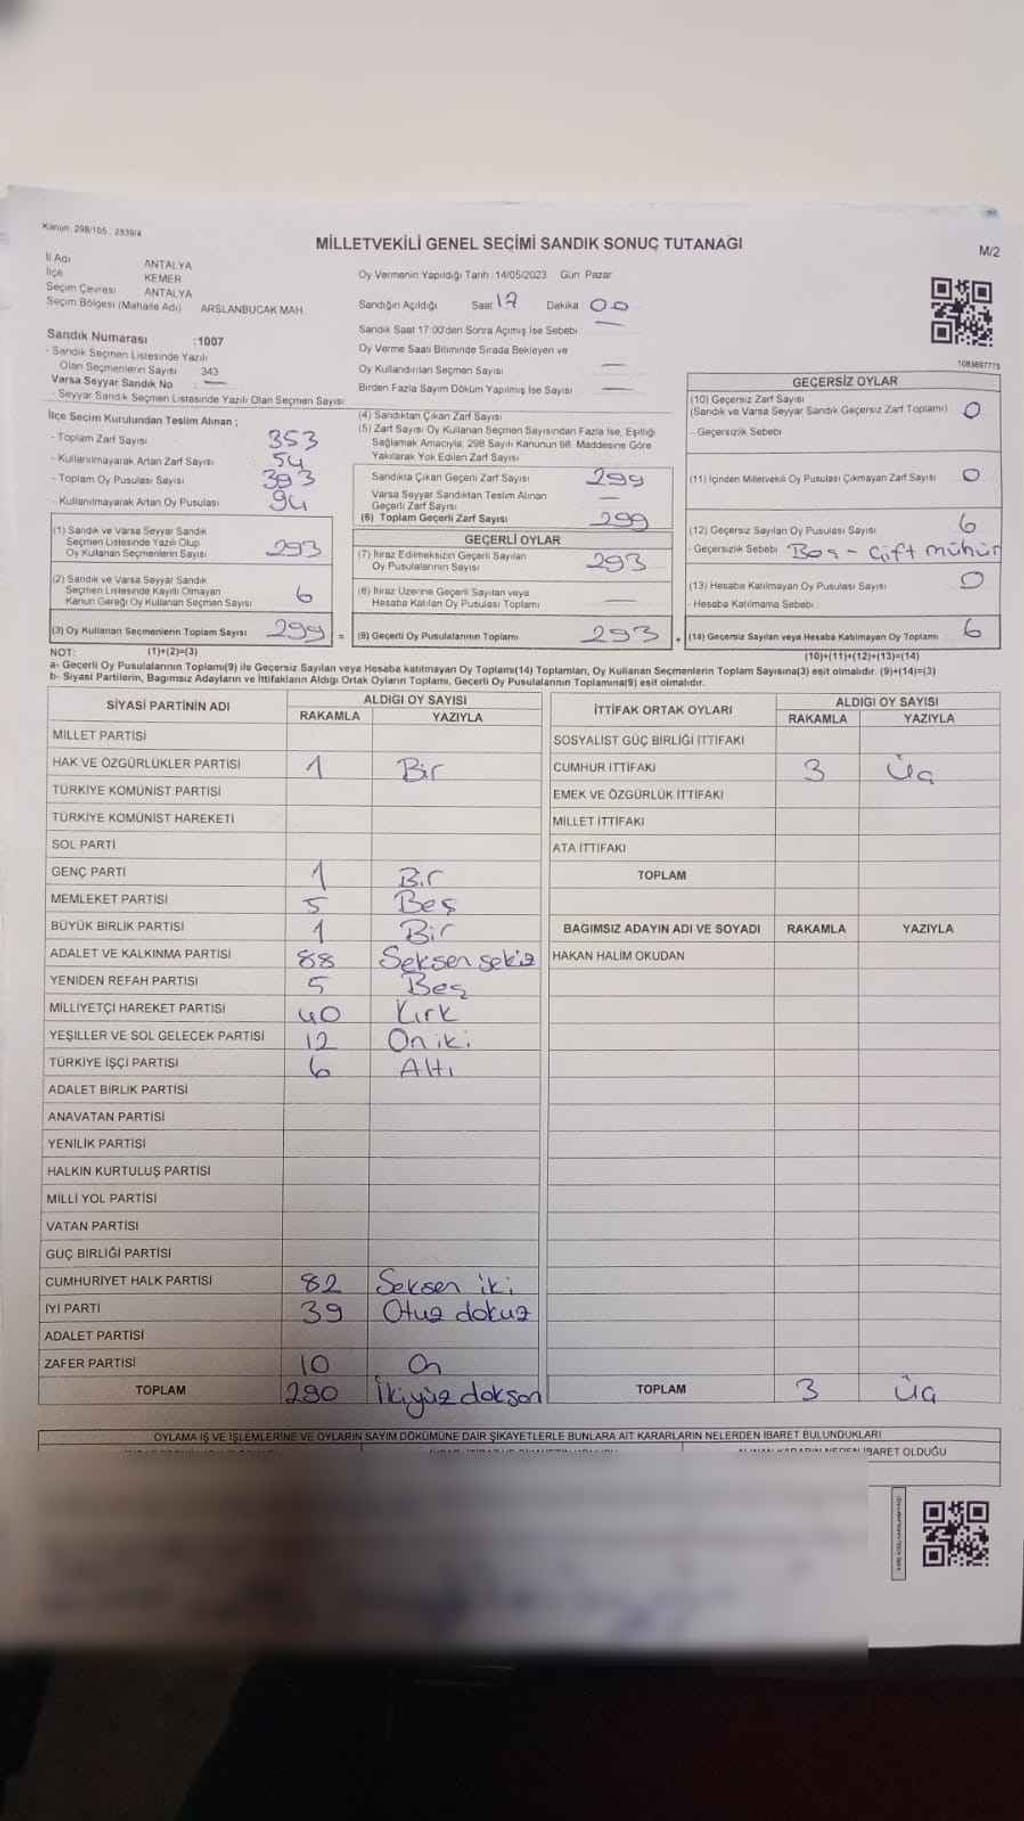 Kanun: 298/105 , 2839/4
MİLLETVEKİLİ GENEL SEÇİMİ SANDIK SONUÇ TUTANAĞI
M/2
İl Adı ANTALYA
İlçe KEMER
Seçim Çevresi ANTALYA
Seçim Bölgesi (Mahalle Adı) ARSLANBUCAK MAH.
Oy Vermenin Yapıldığı Tarih :14/05/2023 Gün Pazar
Sandığın Açıldığı Saat 17 Dakika 00
Sandık Saat 17:00'den Sonra Açılmış İse Sebebi —
Oy Verme Saati Bitiminde Sırada Bekleyen ve
Oy Kullandırılan Seçmen Sayısı —
Birden Fazla Sayım Döküm Yapılmış İse Sayısı —
Sandık Numarası :1007
- Sandık Seçmen Listesinde Yazılı
Olan Seçmenlerin Sayısı 343
Varsa Seyyar Sandık No : —
- Seyyar Sandık Seçmen Listesinde Yazılı Olan Seçmen Sayısı:
İlçe Seçim Kurulundan Teslim Alınan ;
- Toplam Zarf Sayısı 353
- Kullanılmayarak Artan Zarf Sayısı 54
- Toplam Oy Pusulası Sayısı 393
- Kullanılmayarak Artan Oy Pusulası 94
(1) Sandık ve Varsa Seyyar Sandık
Seçmen Listesinde Yazılı Olup
Oy Kullanan Seçmenlerin Sayısı 293
(2) Sandık ve Varsa Seyyar Sandık
Seçmen Listesinde Kayıtlı Olmayan
Kanun Gereği Oy Kullanan Seçmen Sayısı 6
(3) Oy Kullanan Seçmenlerin Toplam Sayısı 299 =
(4) Sandıktan Çıkan Zarf Sayısı
(5) Zarf Sayısı Oy Kullanan Seçmen Sayısından Fazla İse, Eşitliği
Sağlamak Amacıyla, 298 Sayılı Kanunun 98. Maddesine Göre
Yakılarak Yok Edilen Zarf Sayısı
Sandıkta Çıkan Geçerli Zarf Sayısı 299
Varsa Seyyar Sandıktan Teslim Alınan
Geçerli Zarf Sayısı —
(6) Toplam Geçerli Zarf Sayısı 299
GEÇERLİ OYLAR
(7) İtiraz Edilmeksizin Geçerli Sayılan
Oy Pusulalarının Sayısı 293
(8) İtiraz Üzerine Geçerli Sayılan veya
Hesaba Katılan Oy Pusulası Toplamı —
(9) Geçerli Oy Pusulalarının Toplamı 293 +
1085697775
GEÇERSİZ OYLAR
(10) Geçersiz Zarf Sayısı
(Sandık ve Varsa Seyyar Sandık Geçersiz Zarf Toplamı) 0
- Geçersizlik Sebebi
(11) İçinden Milletvekili Oy Pusulası Çıkmayan Zarf Sayısı 0
(12) Geçersiz Sayılan Oy Pusulası Sayısı 6
- Geçersizlik Sebebi Boş - Çift mühür
(13) Hesaba Katılmayan Oy Pusulası Sayısı 0
- Hesaba Katılmama Sebebi :
(14) Geçersiz Sayılan veya Hesaba Katılmayan Oy Toplamı 6
NOT: (1)+(2)=(3)
(10)+(11)+(12)+(13)=(14)
a- Geçerli Oy Pusulalarının Toplamı(9) ile Geçersiz Sayılan veya Hesaba katılmayan Oy Toplamı(14) Toplamları, Oy Kullanan Seçmenlerin Toplam Sayısına(3) eşit olmalıdır. (9)+(14)=(3)
b- Siyasi Partilerin, Bağımsız Adayların ve İttifakların Aldığı Ortak Oyların Toplamı, Geçerli Oy Pusulalarının Toplamına(9) eşit olmalıdır.
SİYASİ PARTİNİN ADI ALDIĞI OY SAYISI
RAKAMLA YAZIYLA
MİLLET PARTİSİ
HAK VE ÖZGÜRLÜKLER PARTİSİ 1 Bir
TÜRKİYE KOMÜNİST PARTİSİ
TÜRKİYE KOMÜNİST HAREKETİ
SOL PARTİ
GENÇ PARTİ 1 Bir
MEMLEKET PARTİSİ 5 Beş
BÜYÜK BİRLİK PARTİSİ 1 Bir
ADALET VE KALKINMA PARTİSİ 88 Seksen sekiz
YENİDEN REFAH PARTİSİ 5 Beş
MİLLİYETÇİ HAREKET PARTİSİ 40 Kırk
YEŞİLLER VE SOL GELECEK PARTİSİ 12 On iki
TÜRKİYE İŞÇİ PARTİSİ 6 Altı
ADALET BİRLİK PARTİSİ
ANAVATAN PARTİSİ
YENİLİK PARTİSİ
HALKIN KURTULUŞ PARTİSİ
MİLLİ YOL PARTİSİ
VATAN PARTİSİ
GÜÇ BİRLİĞİ PARTİSİ
CUMHURİYET HALK PARTİSİ 82 Seksen iki
İYİ PARTİ 39 Otuz dokuz
ADALET PARTİSİ
ZAFER PARTİSİ 10 On
TOPLAM 290 İkiyüz doksan
İTTİFAK ORTAK OYLARI ALDIĞI OY SAYISI
RAKAMLA YAZIYLA
SOSYALİST GÜÇ BİRLİĞİ İTTİFAKI
CUMHUR İTTİFAKI 3 Üç
EMEK VE ÖZGÜRLÜK İTTİFAKI
MİLLET İTTİFAKI
ATA İTTİFAKI
TOPLAM
BAĞIMSIZ ADAYIN ADI VE SOYADI RAKAMLA YAZIYLA
HAKAN HALİM OKUDAN
TOPLAM 3 Üç
OYLAMA İŞ VE İŞLEMLERİNE VE OYLARIN SAYIM DÖKÜMÜNE DAİR ŞİKAYETLERLE BUNLARA AİT KARARLARIN NELERDEN İBARET BULUNDUKLARI
İBARET OLDUĞU